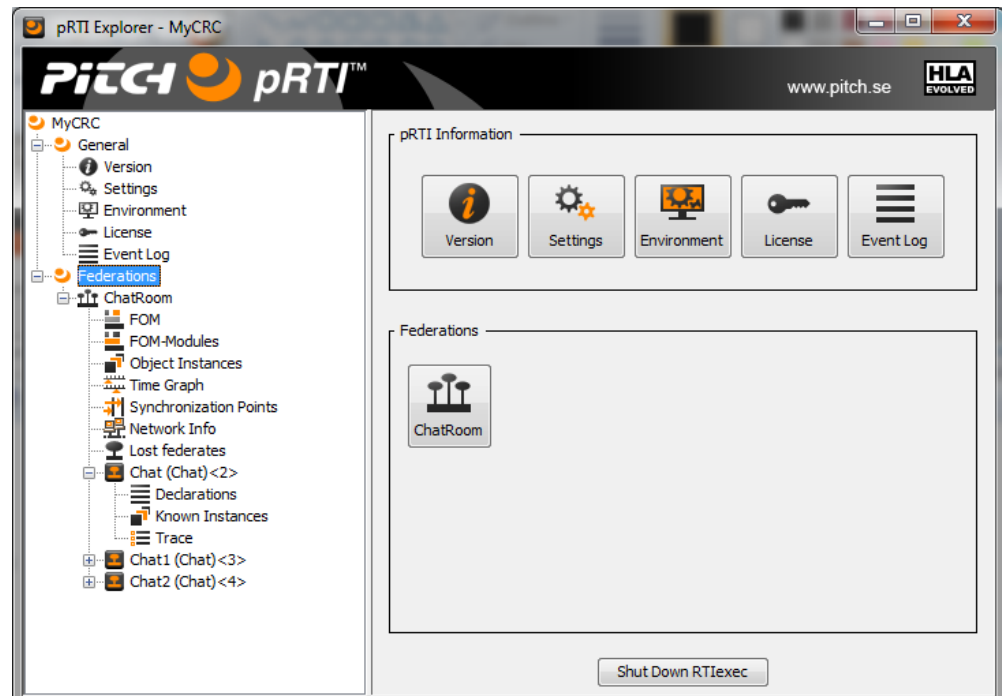 pRTI Explorer - MyCRC
PITCH pRTI™
www.pitch.se
HLA
EVOLVED
MyCRC
General
Version
Settings
Environment
License
Event Log
Federations
ChatRoom
FOM
FOM-Modules
Object Instances
Time Graph
Synchronization Points
Network Info
Lost federates
Chat (Chat)<2>
Declarations
Known Instances
Trace
Chat1 (Chat)<3>
Chat2 (Chat)<4>
pRTI Information
Version
Settings
Environment
License
Event Log
Federations
ChatRoom
Shut Down RTIexec